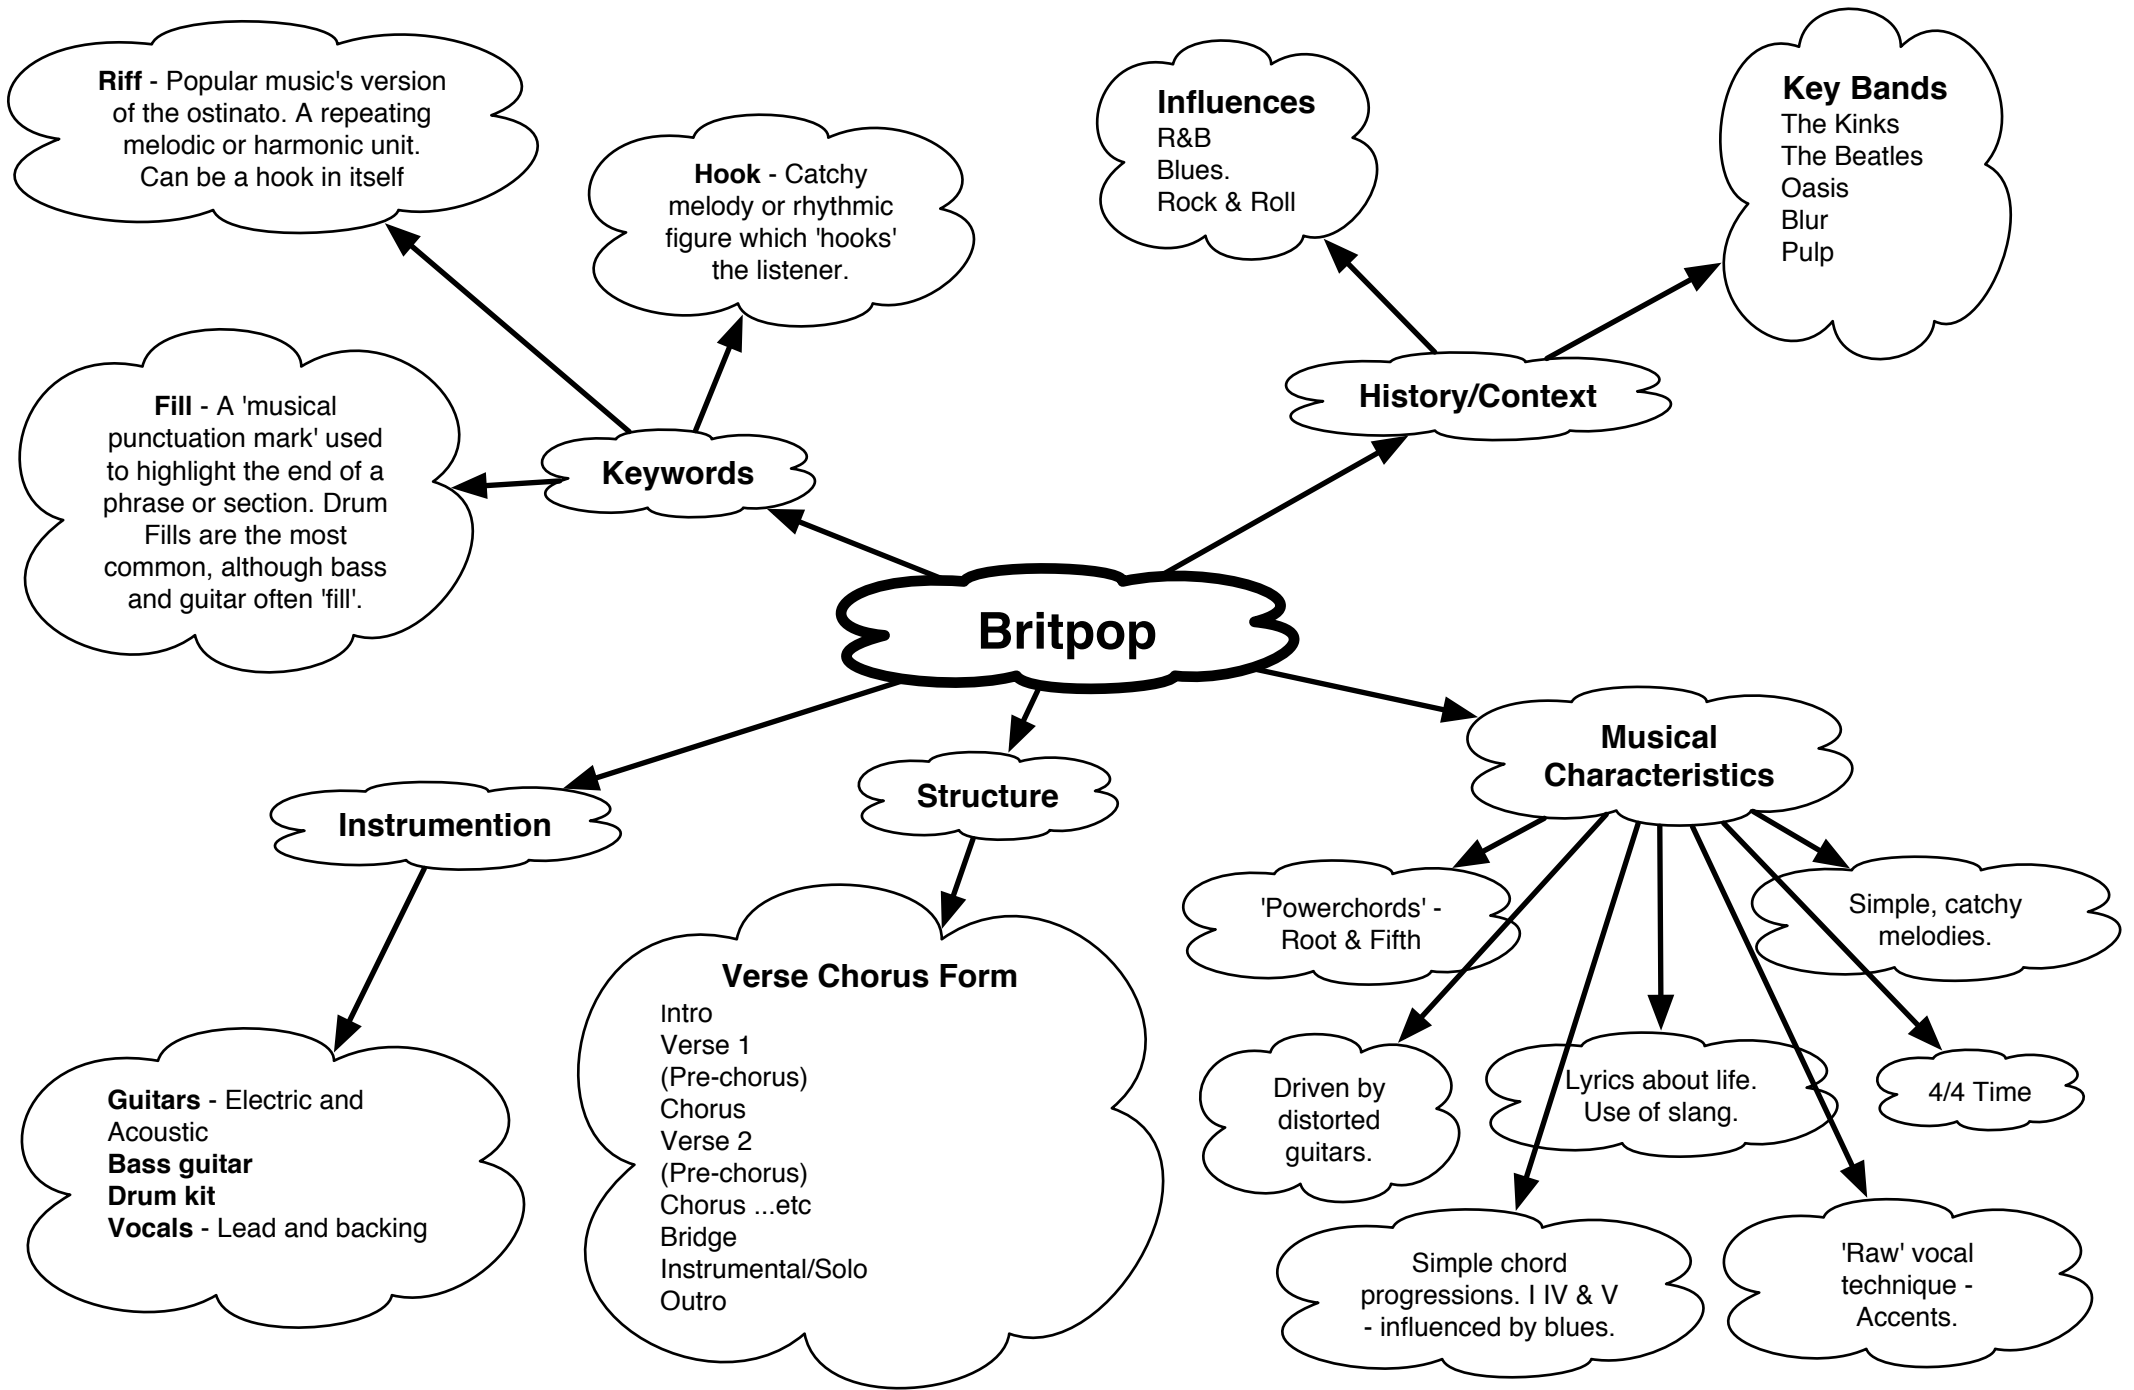 Riff - Popular music's version
of the ostinato. A repeating
melodic or harmonic unit.
Can be a hook in itself
Hook - Catchy
melody or rhythmic
figure which 'hooks'
the listener.
Fill - A 'musical
punctuation mark' used
to highlight the end of a
phrase or section. Drum
Fills are the most
common, although bass
and guitar often 'fill'.
Keywords
Influences
R&B
Blues.
Rock & Roll
Key Bands
The Kinks
The Beatles
Oasis
Blur
Pulp
History/Context
Britpop
Instrumention
Guitars - Electric and
Acoustic
Bass guitar
Drum kit
Vocals - Lead and backing
Structure
Verse Chorus Form
Intro
Verse 1
(Pre-chorus)
Chorus
Verse 2
(Pre-chorus)
Chorus ...etc
Bridge
Instrumental/Solo
Outro
Musical
Characteristics
'Powerchords' -
Root & Fifth
Simple, catchy
melodies.
Driven by
distorted
guitars.
Lyrics about life.
Use of slang.
4/4 Time
Simple chord
progressions. I IV & V
- influenced by blues.
'Raw' vocal
technique -
Accents.